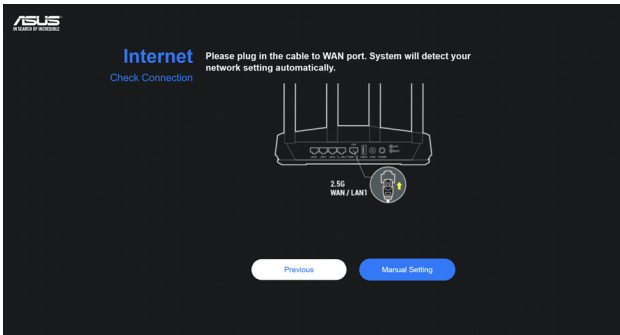 ASUS
IN SEARCH OF INCREDIBLE
Internet
Check Connection
Please plug in the cable to WAN port. System will detect your
network setting automatically.
2.5G
WAN / LAN1
Previous
Manual Setting